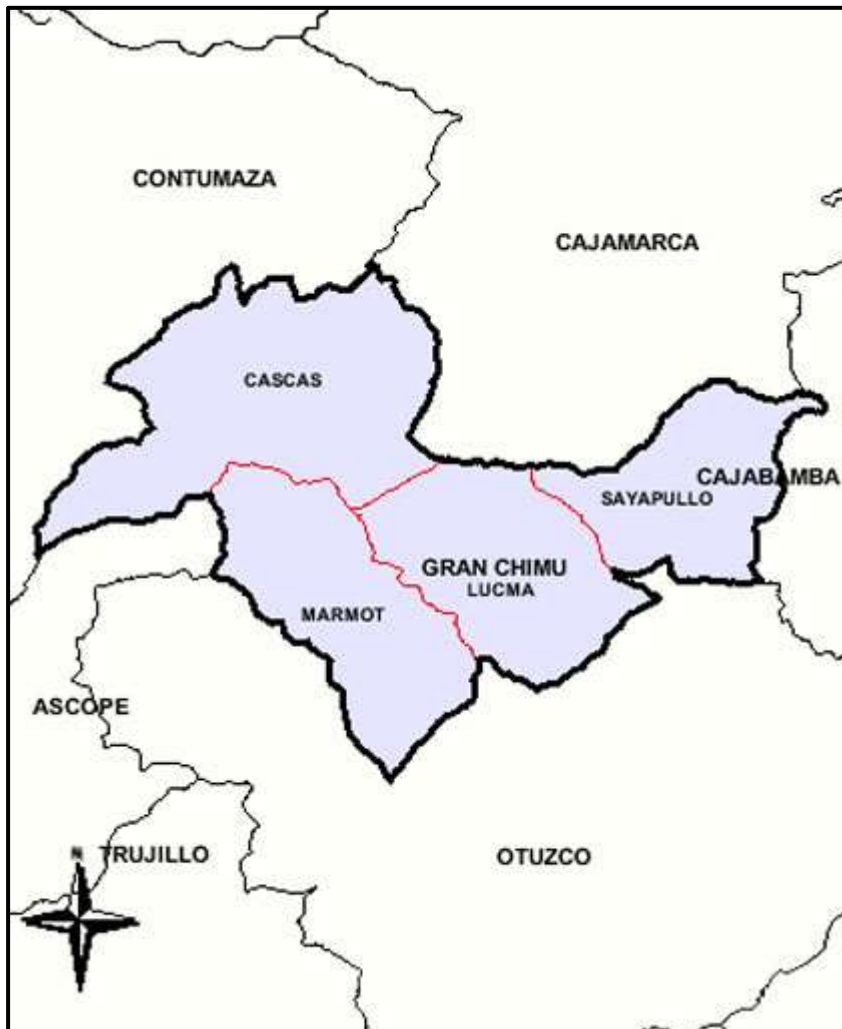 CONTUMAZA
CAJAMARCA
CASCAS
CAJABAMBA
SAYAPULLO
GRAN CHIMU
LUCMA
MARMOT
ASCOPE
N
TRUJILLO
OTUZCO